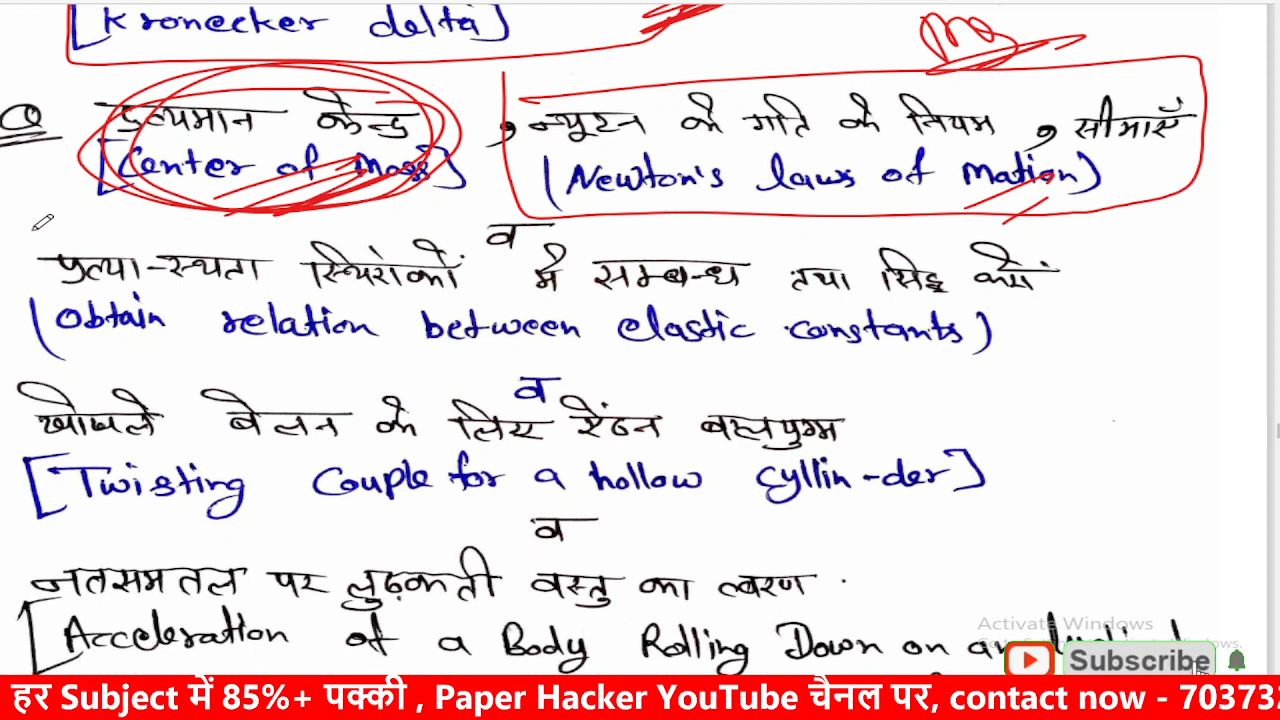 [Kronecker delta]
Q द्रव्यमान केन्द्र , न्यूटन के गति के नियम , सीमाएँ
[Center of mass] (Newton's laws of Mation)
व
प्रत्या-स्थता स्थिरांकों में सम्बन्ध तथा सिद्ध करों
(Obtain relation between elastic constants)
व
खोखले बेलन के लिए ऐंठन बलयुग्म
[Twisting Couple for a hollow Cyllin-der]
व
नतसमतल पर लुढ़कती वस्तु का त्वरण .
[Acceleration of a Body Rolling Down on an
Activate Windows
Subscribe
हर Subject में 85%+ पक्की , Paper Hacker YouTube चैनल पर, contact now - 70373